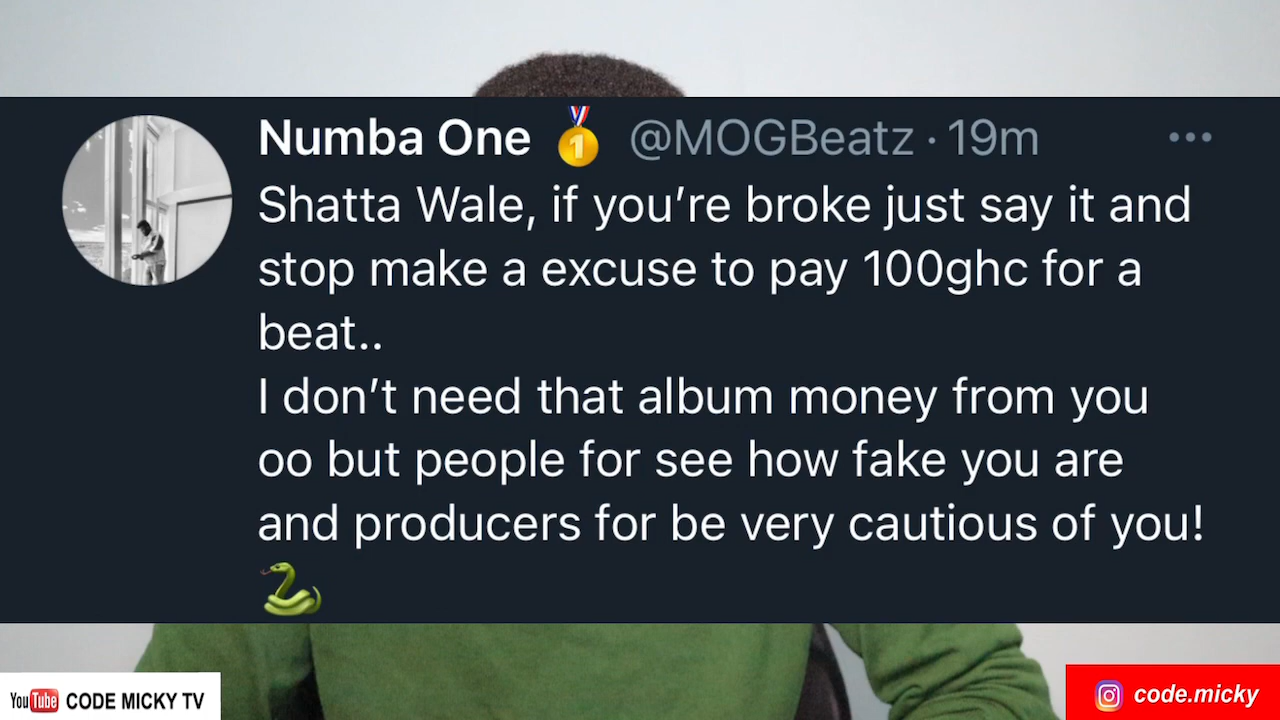 Numba One 🥇 @MOGBeatz · 19m
Shatta Wale, if you’re broke just say it and
stop make a excuse to pay 100ghc for a
beat..
I don’t need that album money from you
oo but people for see how fake you are
and producers for be very cautious of you!
🐍
YouTube CODE MICKY TV
code.micky